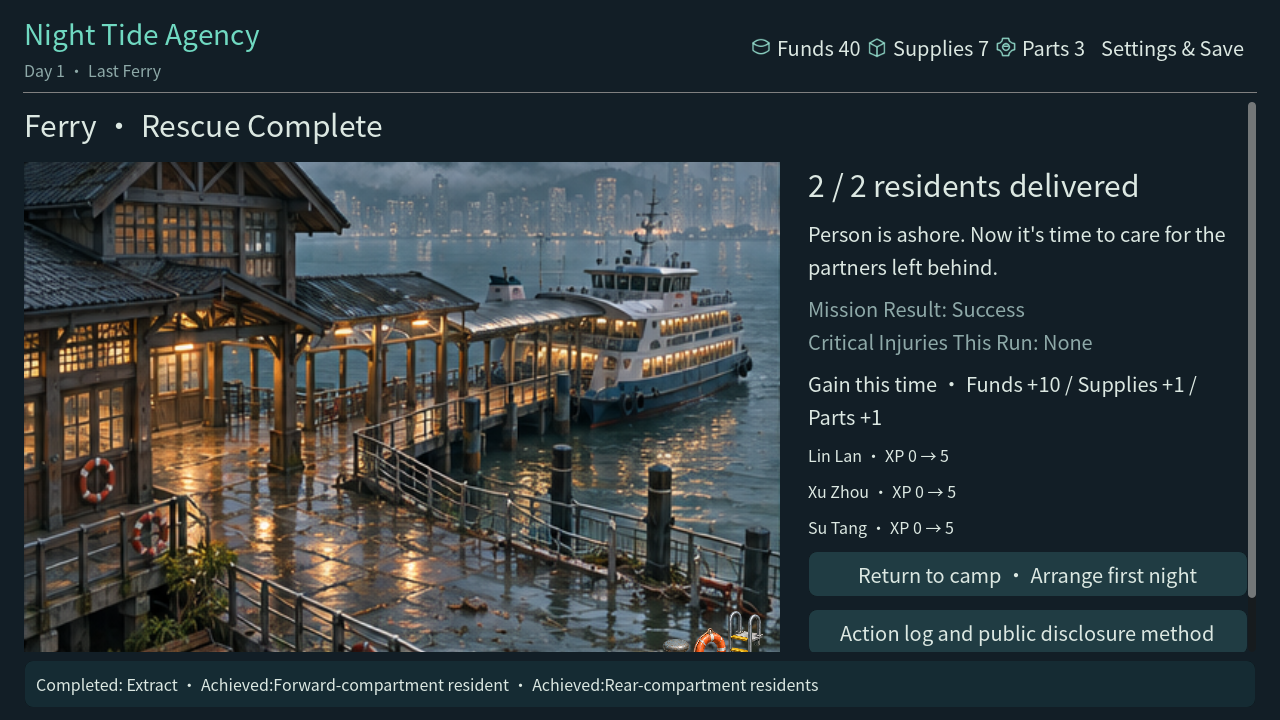 Night Tide Agency
Day 1 • Last Ferry
Funds 40 Supplies 7 Parts 3 Settings & Save
Ferry • Rescue Complete
2 / 2 residents delivered
Person is ashore. Now it's time to care for the
partners left behind.
Mission Result: Success
Critical Injuries This Run: None
Gain this time • Funds +10 / Supplies +1 /
Parts +1
Lin Lan • XP 0 → 5
Xu Zhou • XP 0 → 5
Su Tang • XP 0 → 5
Return to camp • Arrange first night
Action log and public disclosure method
Completed: Extract • Achieved:Forward-compartment resident • Achieved:Rear-compartment residents